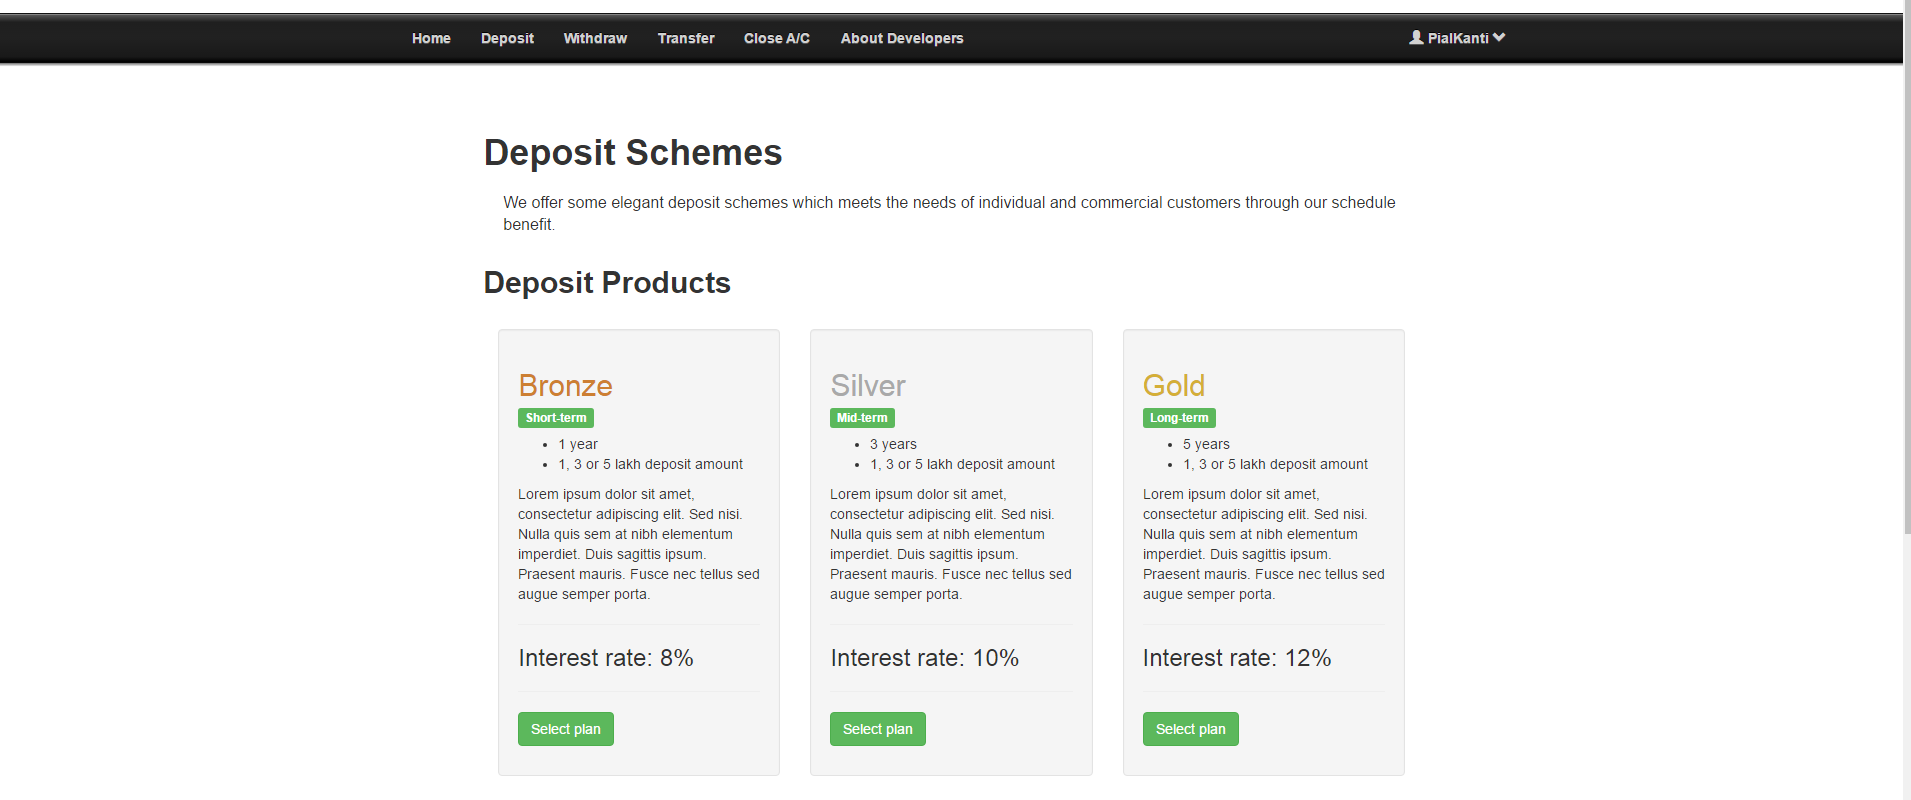 Home Deposit Withdraw Transfer Close A/C About Developers PialKanti
Deposit Schemes
We offer some elegant deposit schemes which meets the needs of individual and commercial customers through our schedule
benefit.
Deposit Products
Bronze
Short-term
1 year
1, 3 or 5 lakh deposit amount
Lorem ipsum dolor sit amet,
consectetur adipiscing elit. Sed nisi.
Nulla quis sem at nibh elementum
imperdiet. Duis sagittis ipsum.
Praesent mauris. Fusce nec tellus sed
augue semper porta.
Interest rate: 8%
Select plan
Silver
Mid-term
3 years
1, 3 or 5 lakh deposit amount
Lorem ipsum dolor sit amet,
consectetur adipiscing elit. Sed nisi.
Nulla quis sem at nibh elementum
imperdiet. Duis sagittis ipsum.
Praesent mauris. Fusce nec tellus sed
augue semper porta.
Interest rate: 10%
Select plan
Gold
Long-term
5 years
1, 3 or 5 lakh deposit amount
Lorem ipsum dolor sit amet,
consectetur adipiscing elit. Sed nisi.
Nulla quis sem at nibh elementum
imperdiet. Duis sagittis ipsum.
Praesent mauris. Fusce nec tellus sed
augue semper porta.
Interest rate: 12%
Select plan